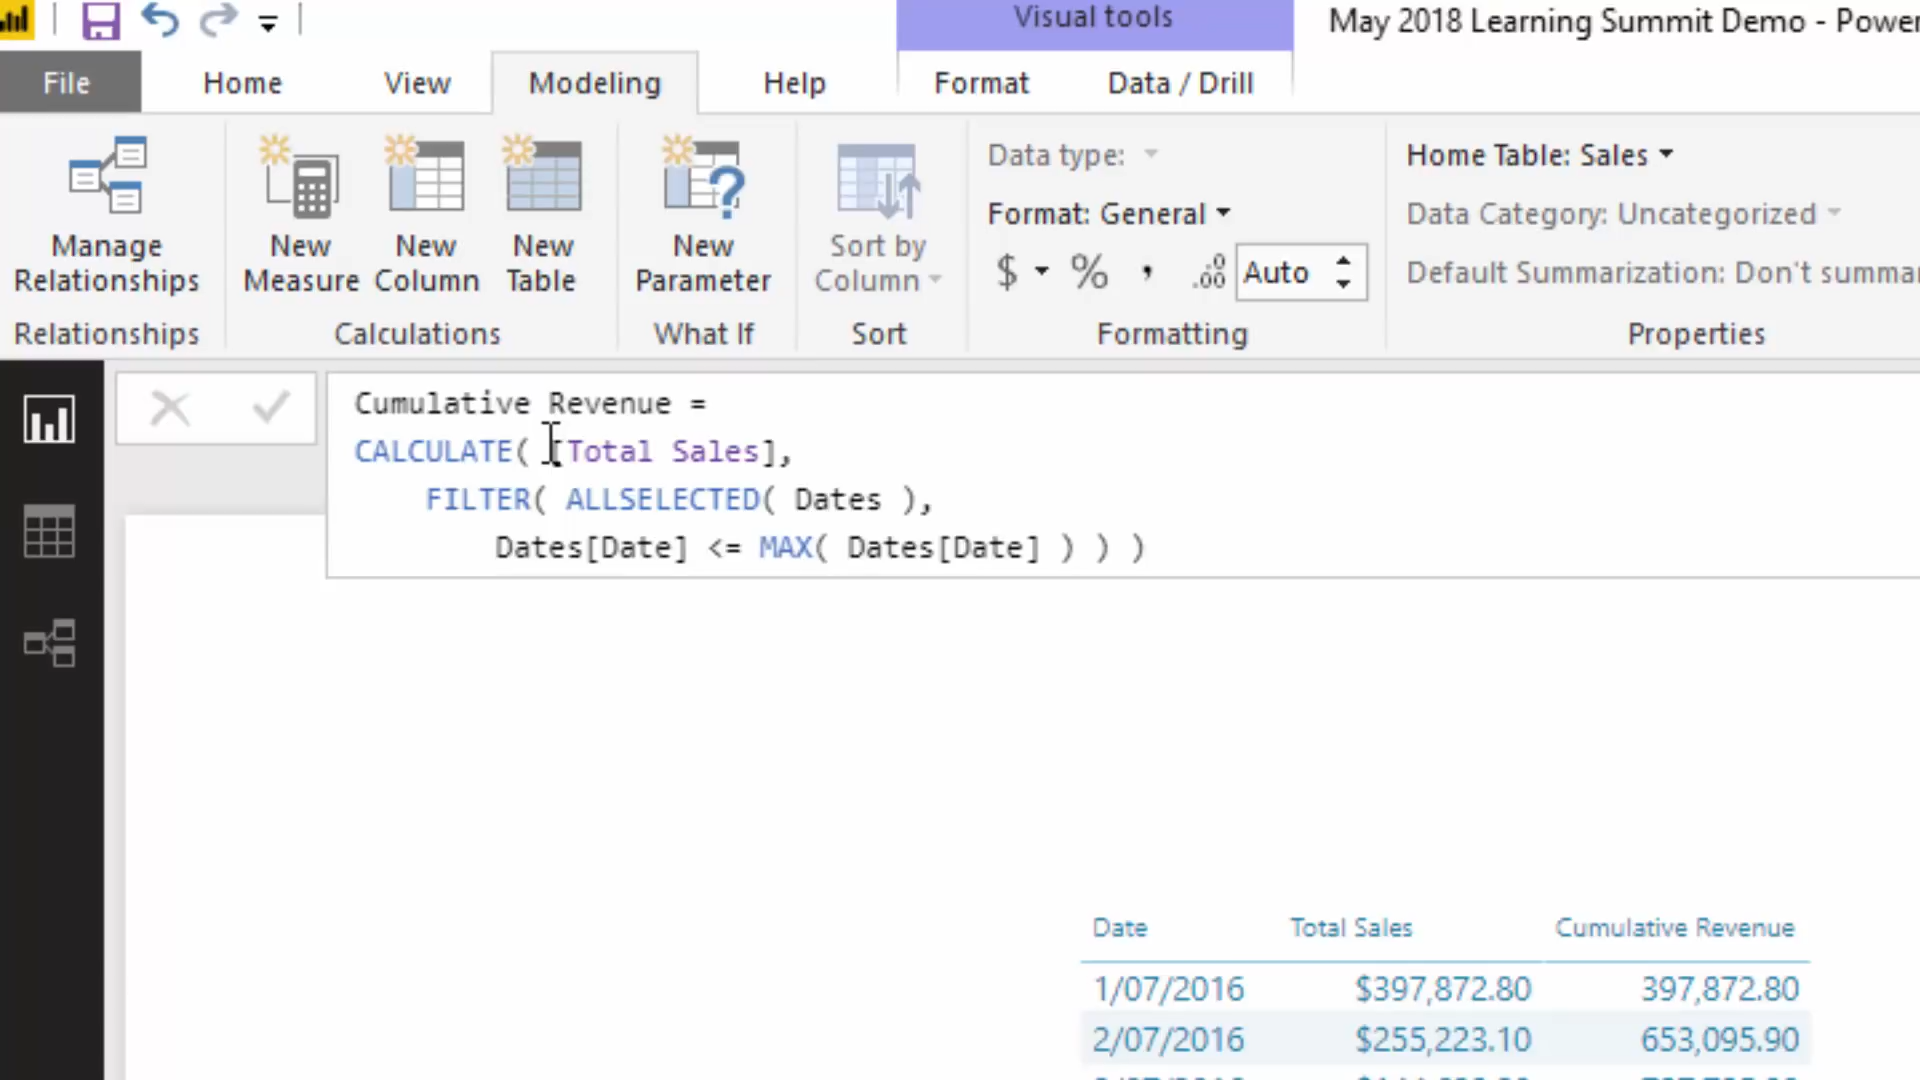 Visual tools
May 2018 Learning Summit Demo - Power
File Home View Modeling Help Format Data / Drill
Manage Relationships
New Measure
New Column
New Table
New Parameter
Sort by Column
Data type:
Format: General
$ % , .00 Auto
Home Table: Sales
Data Category: Uncategorized
Default Summarization: Don't summar
Relationships Calculations What If Sort Formatting Properties
Cumulative Revenue =
CALCULATE( [Total Sales],
FILTER( ALLSELECTED( Dates ),
Dates[Date] <= MAX( Dates[Date] ) ) )
Date Total Sales Cumulative Revenue
1/07/2016 $397,872.80 397,872.80
2/07/2016 $255,223.10 653,095.90